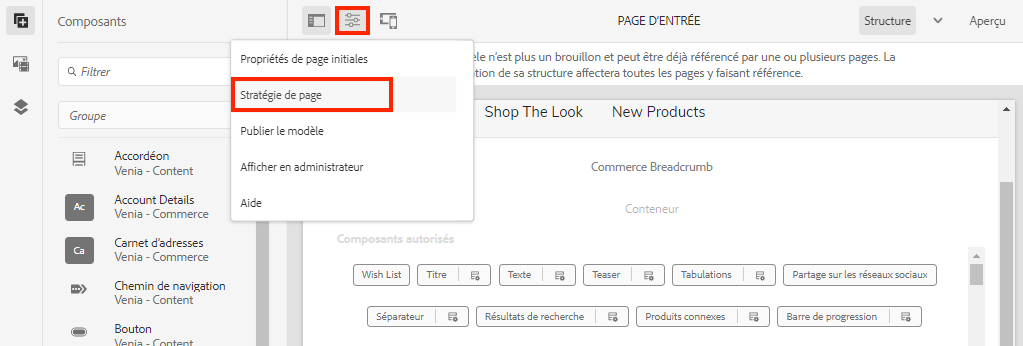 Composants
PAGE D'ENTRÉE
Structure
Aperçu
Filtrer
Groupe
Accordéon
Venia - Content
Ac
Account Details
Venia - Commerce
Ca
Carnet d'adresses
Venia - Commerce
Chemin de navigation
Venia - Content
Bouton
Venia - Content
Propriétés de page initiales
Stratégie de page
Publier le modèle
Afficher en administrateur
Aide
ele n'est plus un brouillon et peut être déjà référencé par une ou plusieurs pages. La
tion de sa structure affectera toutes les pages y faisant référence.
Shop The Look New Products
Commerce Breadcrumb
Conteneur
Composants autorisés
Wish List Titre Texte Teaser Tabulations Partage sur les réseaux sociaux
Séparateur Résultats de recherche Produits connexes Barre de progression